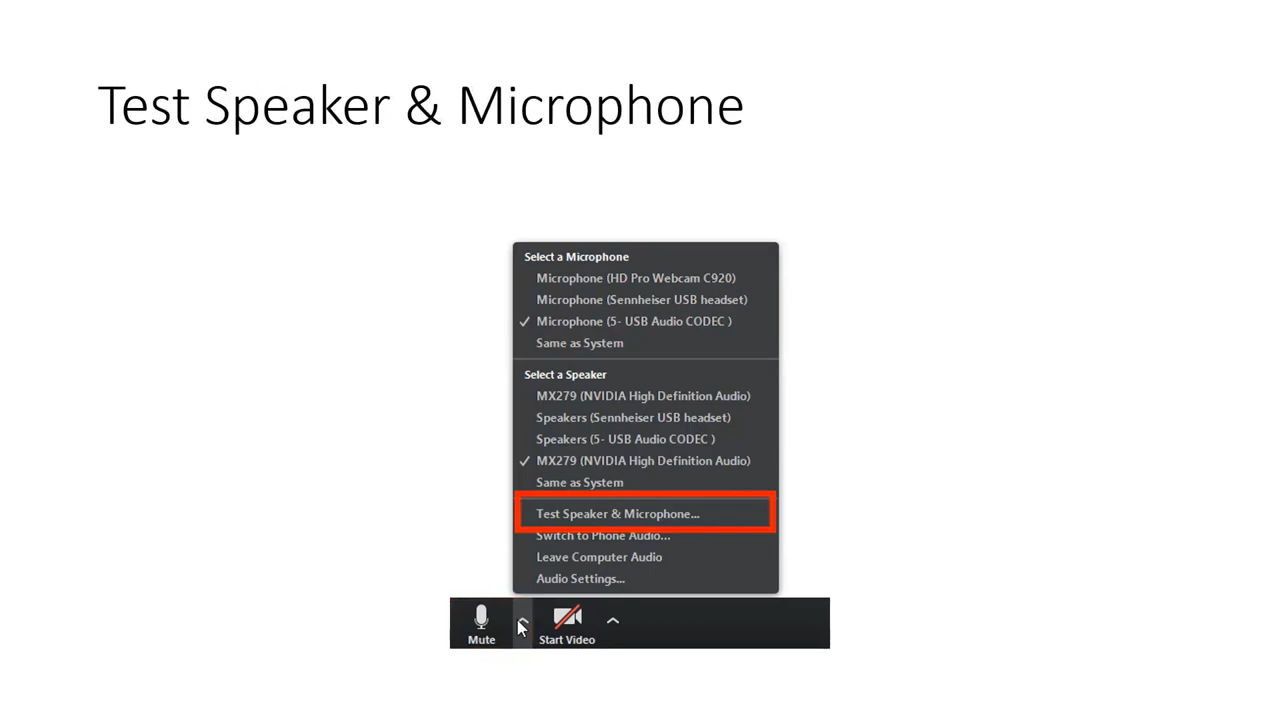 Test Speaker & Microphone
Select a Microphone
Microphone (HD Pro Webcam C920)
Microphone (Sennheiser USB headset)
Microphone (5- USB Audio CODEC )
Same as System
Select a Speaker
MX279 (NVIDIA High Definition Audio)
Speakers (Sennheiser USB headset)
Speakers (5- USB Audio CODEC )
MX279 (NVIDIA High Definition Audio)
Same as System
Test Speaker & Microphone...
Switch to Phone Audio...
Leave Computer Audio
Audio Settings...
Mute
Start Video